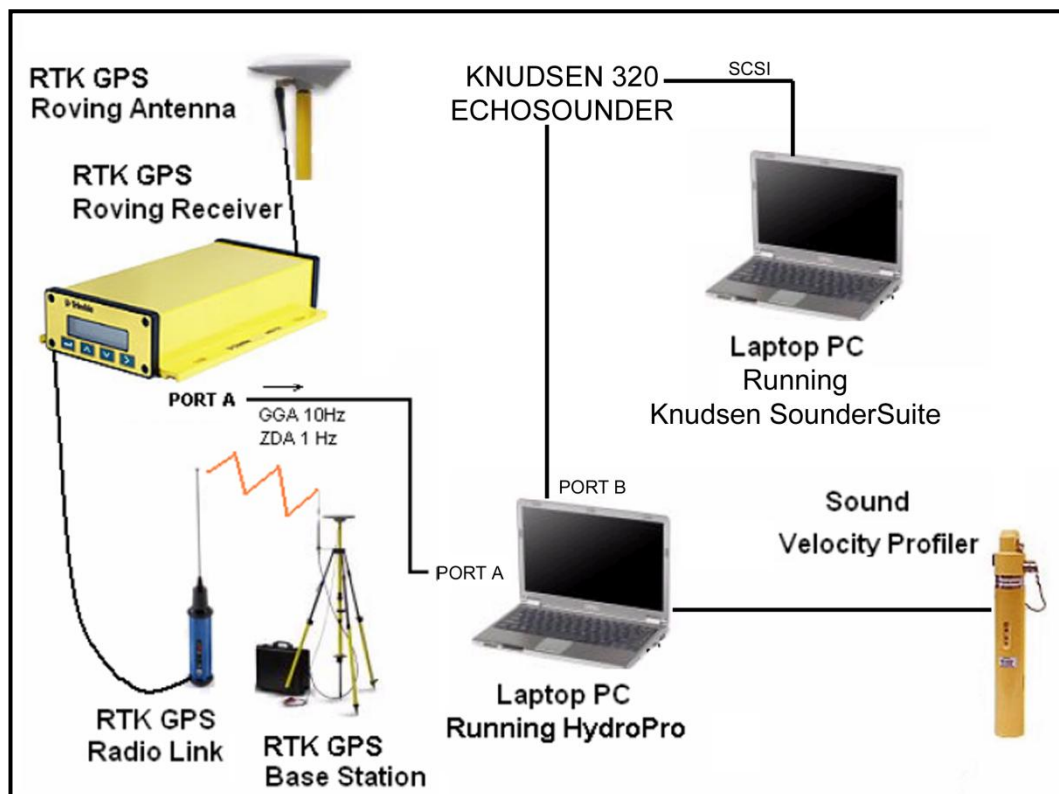 RTK GPS
Roving Antenna
KNUDSEN 320
ECHOSOUNDER
SCSI
RTK GPS
Roving Receiver
Trimble
Laptop PC
Running
Knudsen SounderSuite
PORT A
GGA 10Hz
ZDA 1 Hz
PORT B
Sound
Velocity Profiler
PORT A
Laptop PC
Running HydroPro
RTK GPS
Radio Link
RTK GPS
Base Station